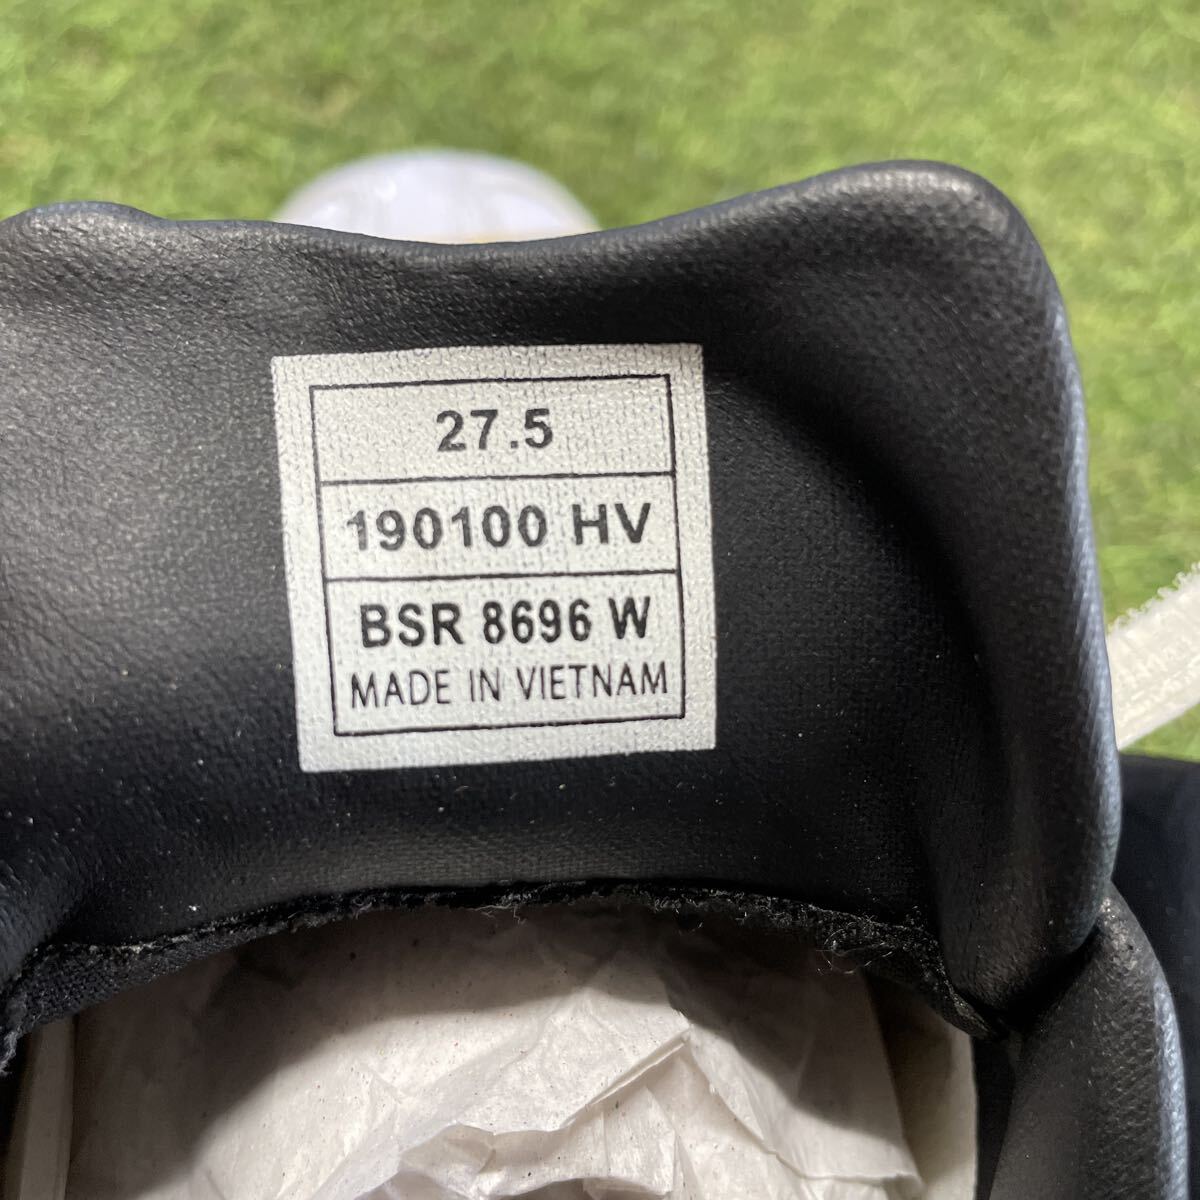 27.5
190100 HV
BSR 8696 W
MADE IN VIETNAM